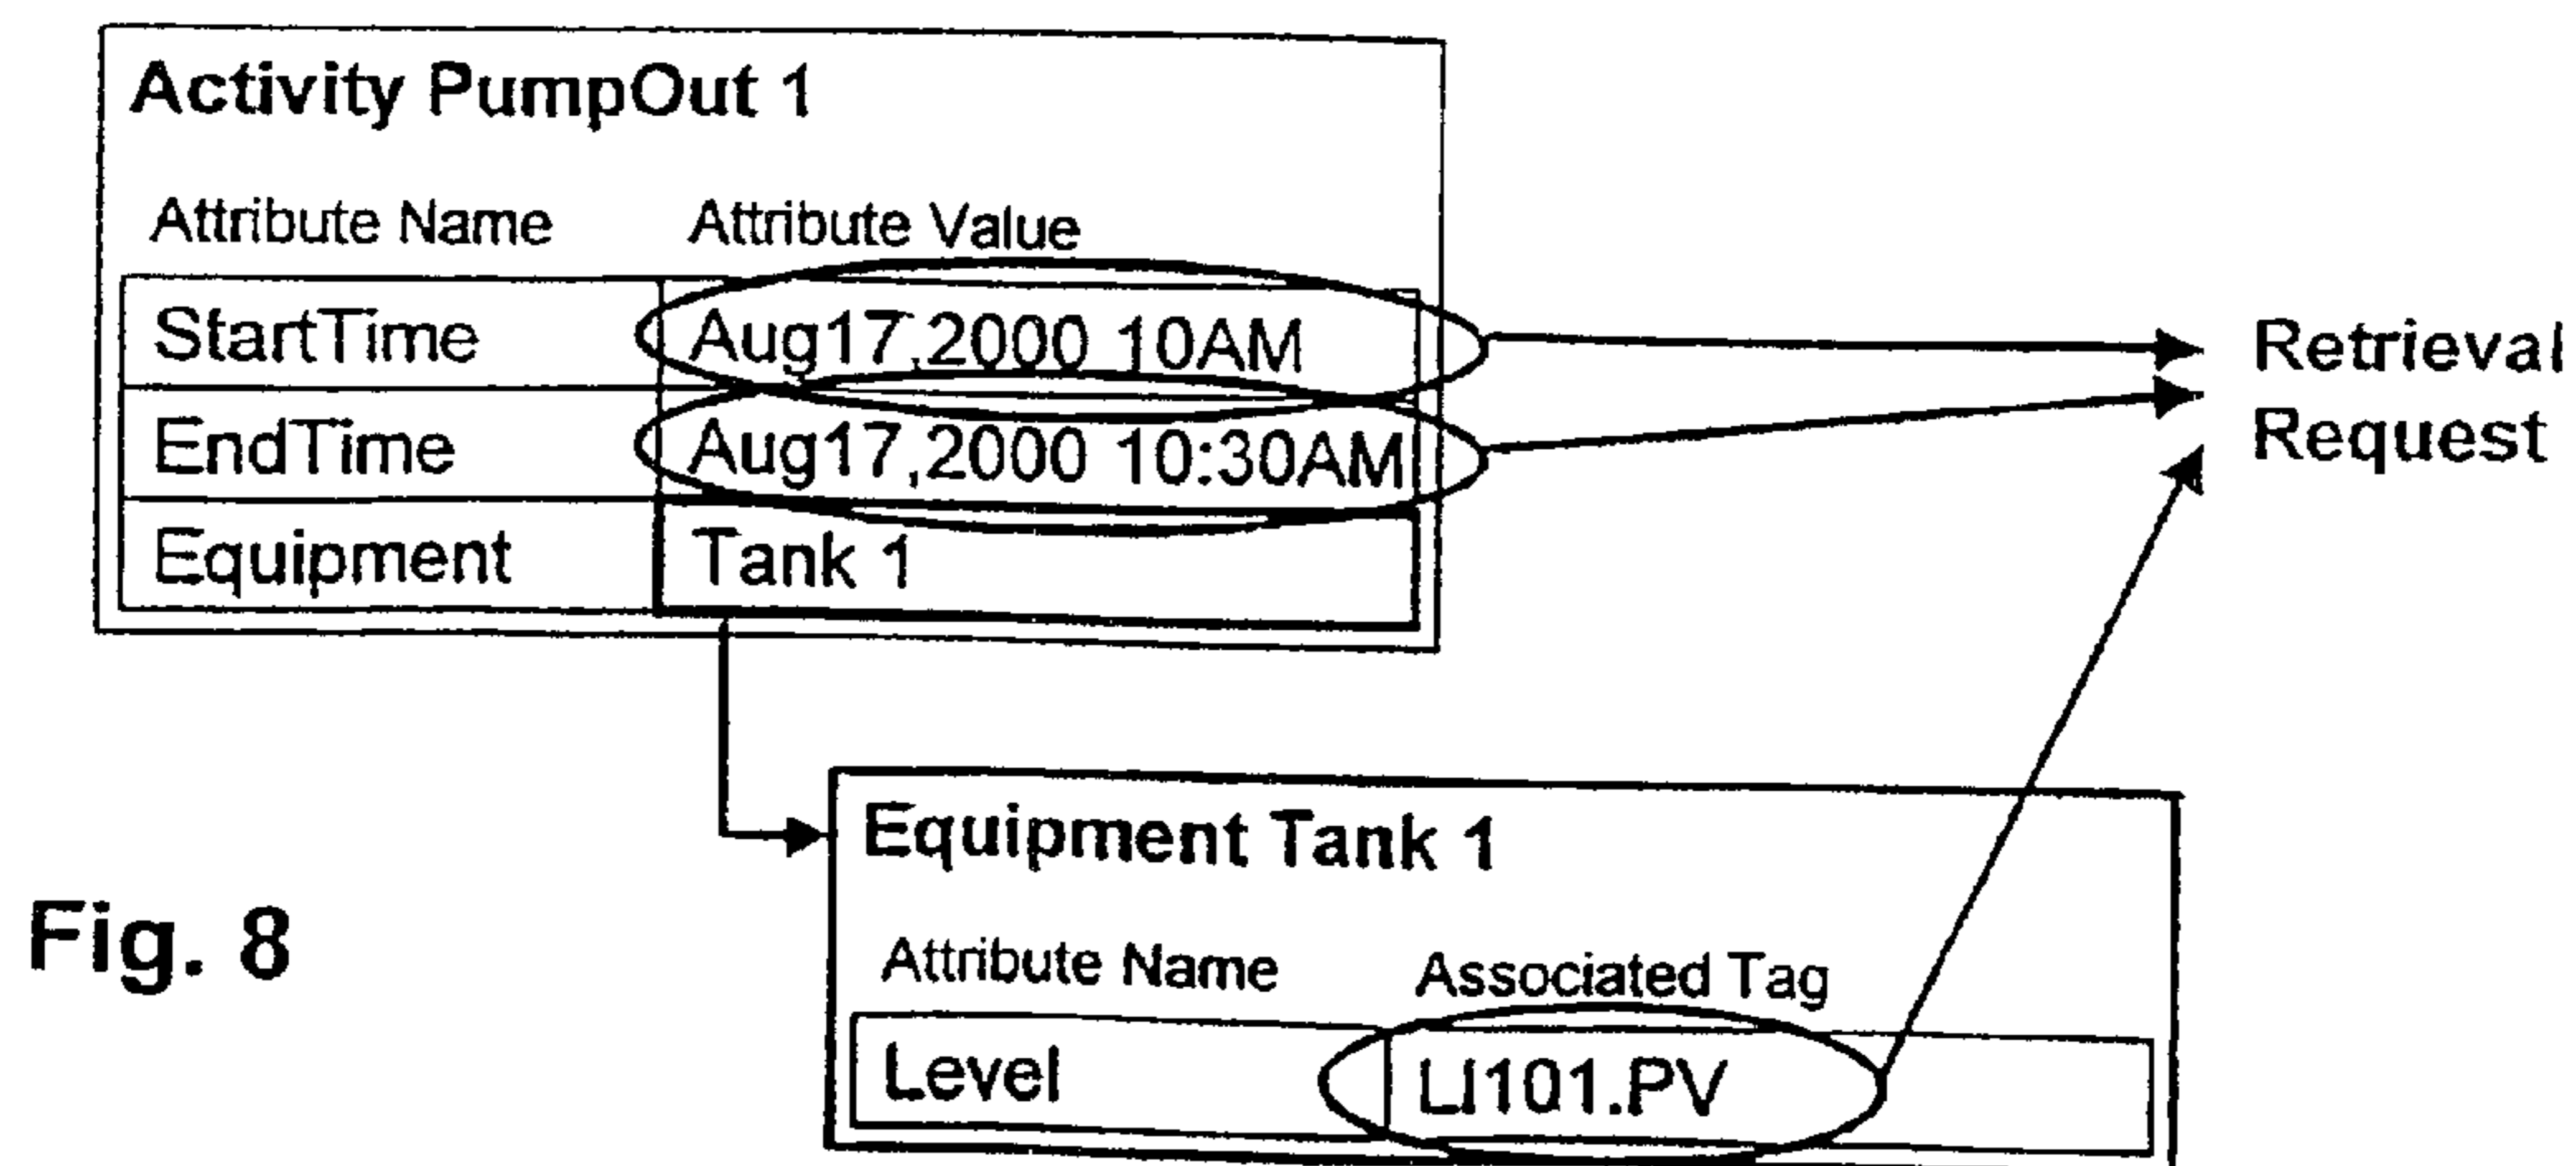 Activity PumpOut 1
Attribute Name Attribute Value
StartTime Aug17,2000 10AM
EndTime Aug17,2000 10:30AM
Equipment Tank 1
Retrieval
Request
Equipment Tank 1
Attribute Name Associated Tag
Level LI101.PV
Fig. 8